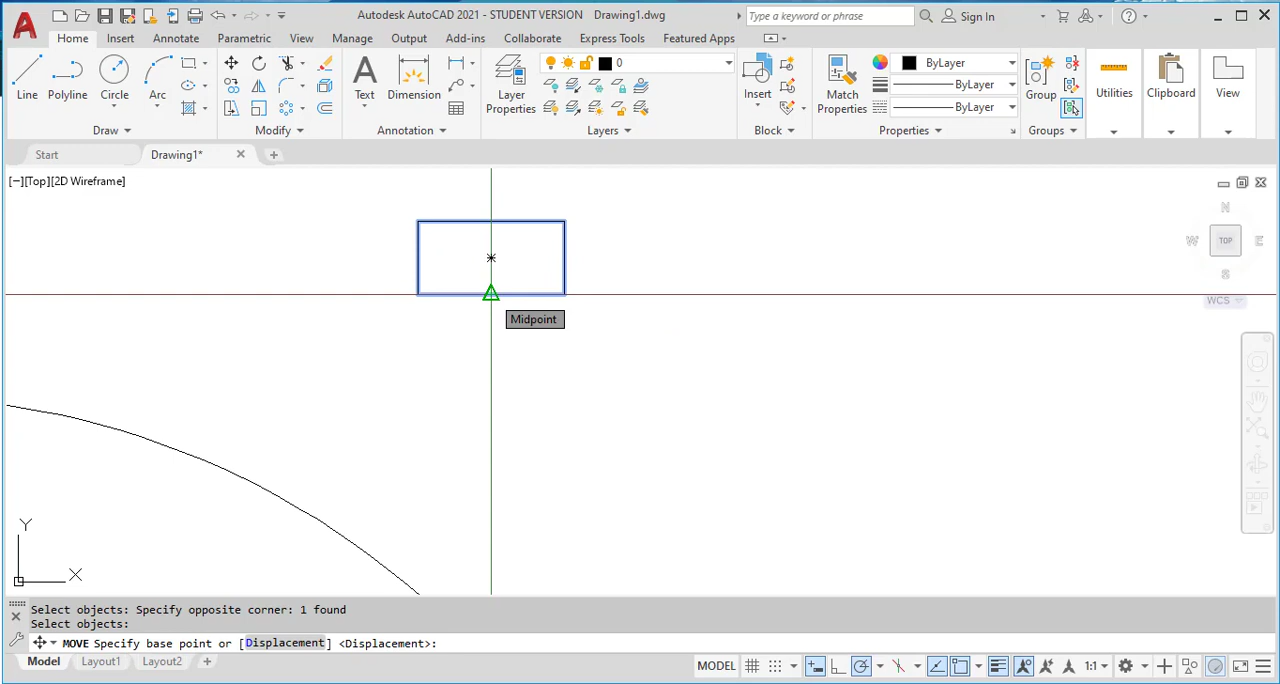 Autodesk AutoCAD 2021 - STUDENT VERSION Drawing1.dwg
Type a keyword or phrase
Sign In
Home Insert Annotate Parametric View Manage Output Add-ins Collaborate Express Tools Featured Apps
Line Polyline Circle Arc
Text Dimension
Layer Properties
0
Insert
Match Properties
ByLayer
ByLayer
ByLayer
Group
Utilities Clipboard View
Draw Modify Annotation Layers Block Properties Groups
Start Drawing1*
[−][Top][2D Wireframe]
N
W TOP E
S
WCS
Midpoint
Y
X
Select objects: Specify opposite corner: 1 found
Select objects:
MOVE Specify base point or [Displacement] <Displacement>:
Model Layout1 Layout2
MODEL
1:1